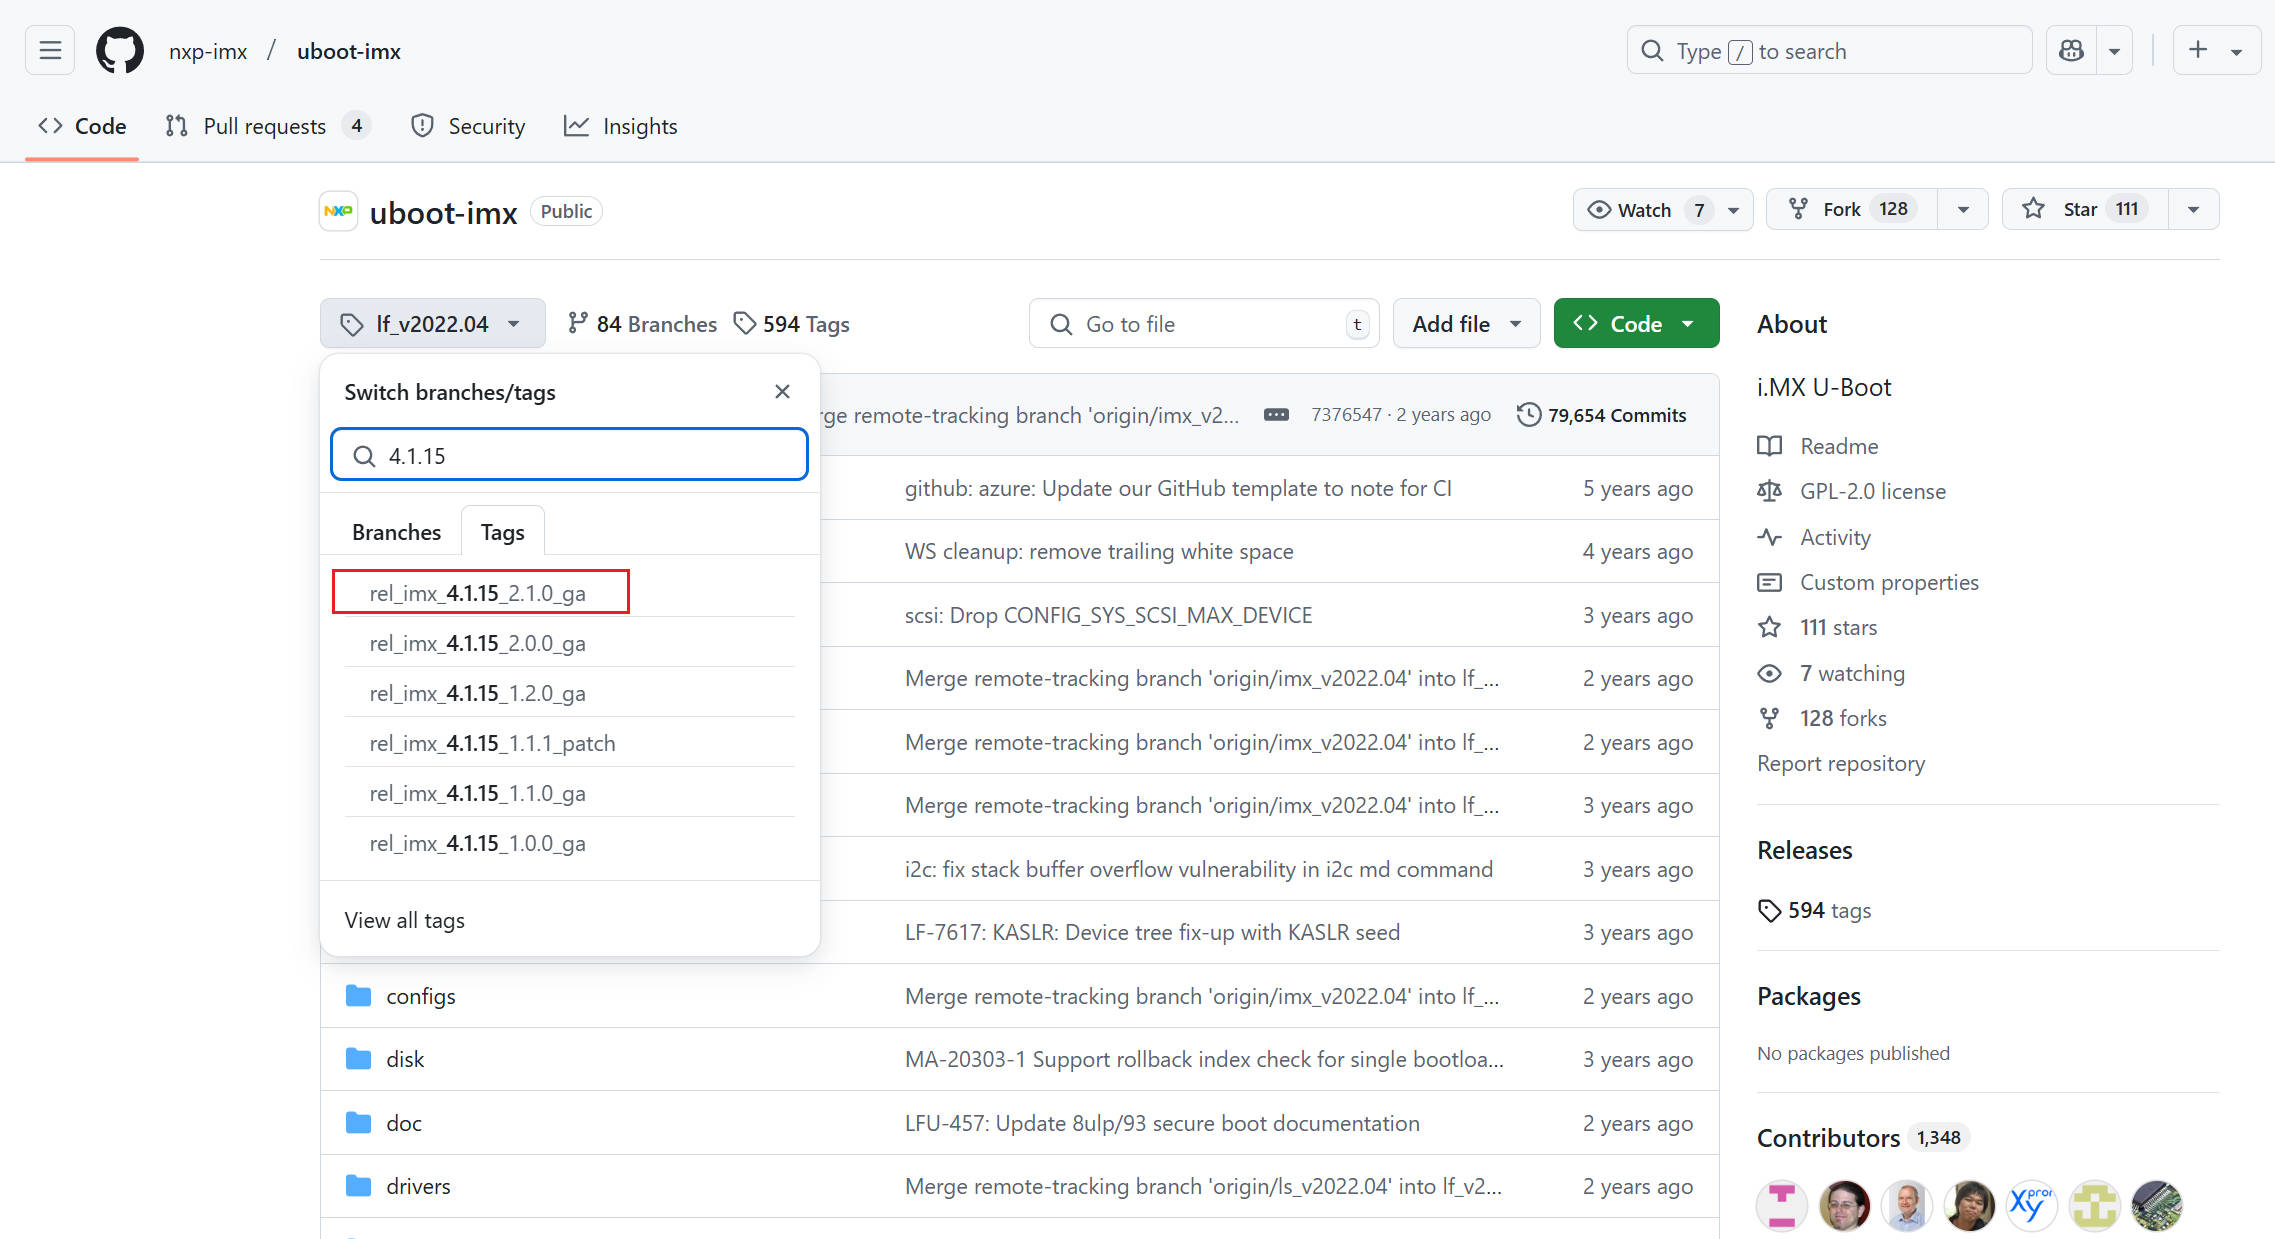 nxp-imx / uboot-imx
Type / to search
Code
Pull requests 4
Security
Insights
NXP
uboot-imx Public
Watch 7
Fork 128
Star 111
lf_v2022.04
84 Branches
594 Tags
Go to file t
Add file
Code
Switch branches/tags
4.1.15
Branches Tags
rel_imx_4.1.15_2.1.0_ga
rel_imx_4.1.15_2.0.0_ga
rel_imx_4.1.15_1.2.0_ga
rel_imx_4.1.15_1.1.1_patch
rel_imx_4.1.15_1.1.0_ga
rel_imx_4.1.15_1.0.0_ga
View all tags
rge remote-tracking branch 'origin/imx_v2... 7376547 · 2 years ago 79,654 Commits
github: azure: Update our GitHub template to note for CI 5 years ago
WS cleanup: remove trailing white space 4 years ago
scsi: Drop CONFIG_SYS_SCSI_MAX_DEVICE 3 years ago
Merge remote-tracking branch 'origin/imx_v2022.04' into lf_... 2 years ago
Merge remote-tracking branch 'origin/imx_v2022.04' into lf_... 2 years ago
Merge remote-tracking branch 'origin/imx_v2022.04' into lf_... 3 years ago
i2c: fix stack buffer overflow vulnerability in i2c md command 3 years ago
LF-7617: KASLR: Device tree fix-up with KASLR seed 3 years ago
configs Merge remote-tracking branch 'origin/imx_v2022.04' into lf_... 2 years ago
disk MA-20303-1 Support rollback index check for single bootloa... 3 years ago
doc LFU-457: Update 8ulp/93 secure boot documentation 2 years ago
drivers Merge remote-tracking branch 'origin/ls_v2022.04' into lf_v2... 2 years ago
About
i.MX U-Boot
Readme
GPL-2.0 license
Activity
Custom properties
111 stars
7 watching
128 forks
Report repository
Releases
594 tags
Packages
No packages published
Contributors 1,348